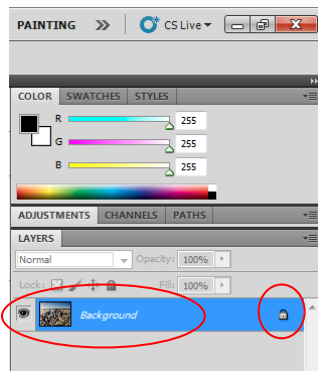 PAINTING >> CS Live
COLOR SWATCHES STYLES
R 255
G 255
B 255
ADJUSTMENTS CHANNELS PATHS
LAYERS
Normal Opacity: 100%
Lock: Fill: 100%
Background